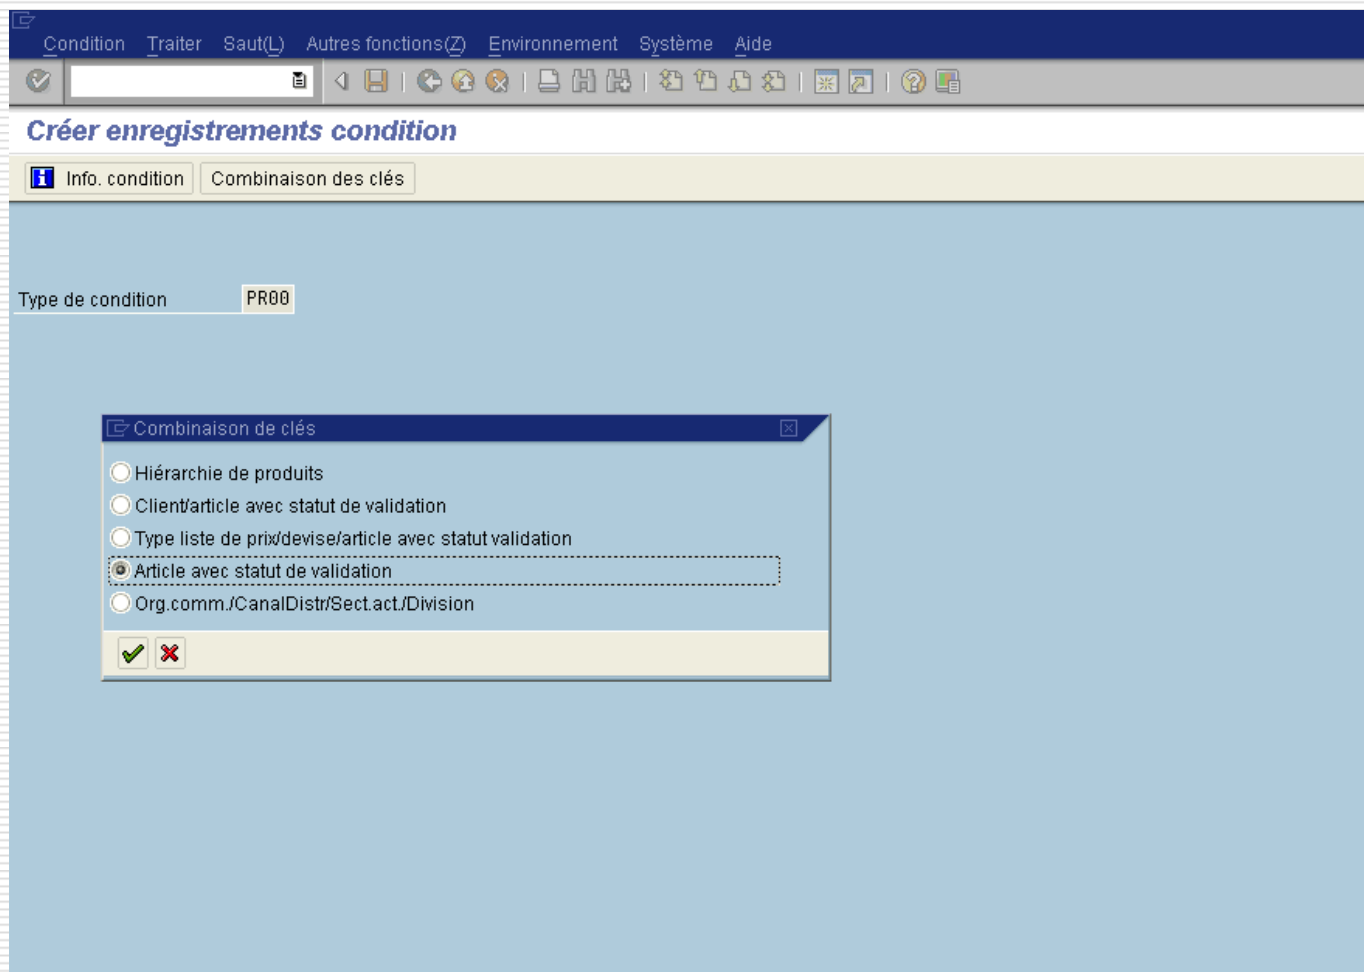 Condition Traiter Saut(L) Autres fonctions(Z) Environnement Système Aide
Créer enregistrements condition
Info. condition Combinaison des clés
Type de condition PR00
Combinaison de clés
Hiérarchie de produits
Client/article avec statut de validation
Type liste de prix/devise/article avec statut validation
Article avec statut de validation
Org.comm./CanalDistr/Sect.act./Division